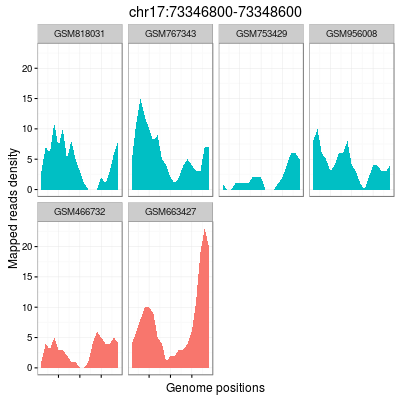 chr17:73346800-73348600
GSM818031 GSM767343 GSM753429 GSM956008
20
15
10
5
0
Mapped reads density
GSM466732 GSM663427
20
15
10
5
0
Genome positions